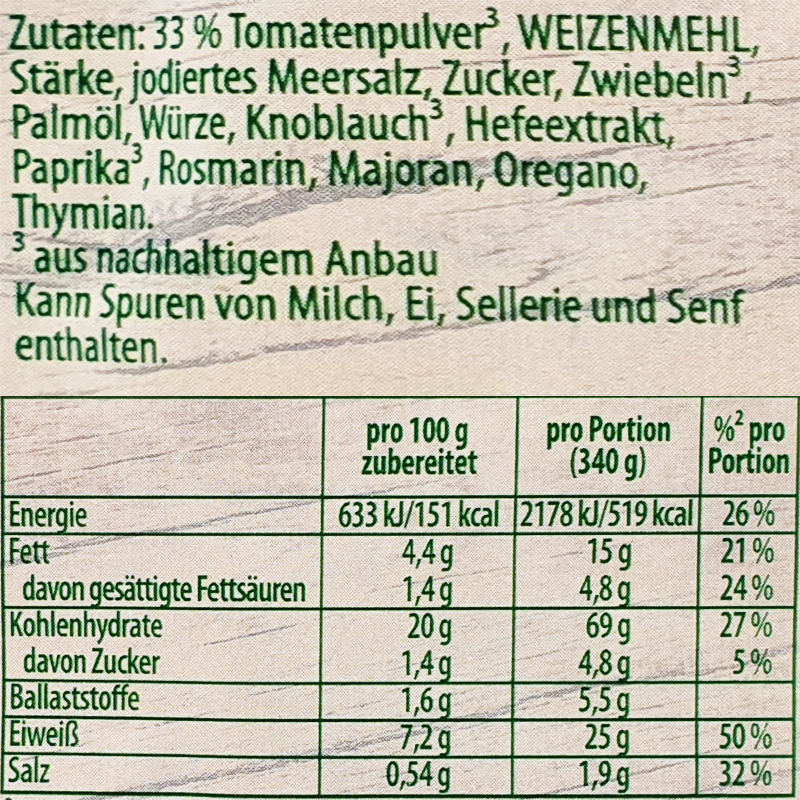 Zutaten: 33 % Tomatenpulver³, WEIZENMEHL,
Stärke, jodiertes Meersalz, Zucker, Zwiebeln³,
Palmöl, Würze, Knoblauch³, Hefeextrakt,
Paprika³, Rosmarin, Majoran, Oregano,
Thymian.
³ aus nachhaltigem Anbau
Kann Spuren von Milch, Ei, Sellerie und Senf
enthalten.
pro 100 g zubereitet pro Portion (340 g) %² pro Portion
Energie 633 kJ/151 kcal 2178 kJ/519 kcal 26 %
Fett 4,4 g 15 g 21 %
davon gesättigte Fettsäuren 1,4 g 4,8 g 24 %
Kohlenhydrate 20 g 69 g 27 %
davon Zucker 1,4 g 4,8 g 5 %
Ballaststoffe 1,6 g 5,5 g
Eiweiß 7,2 g 25 g 50 %
Salz 0,54 g 1,9 g 32 %